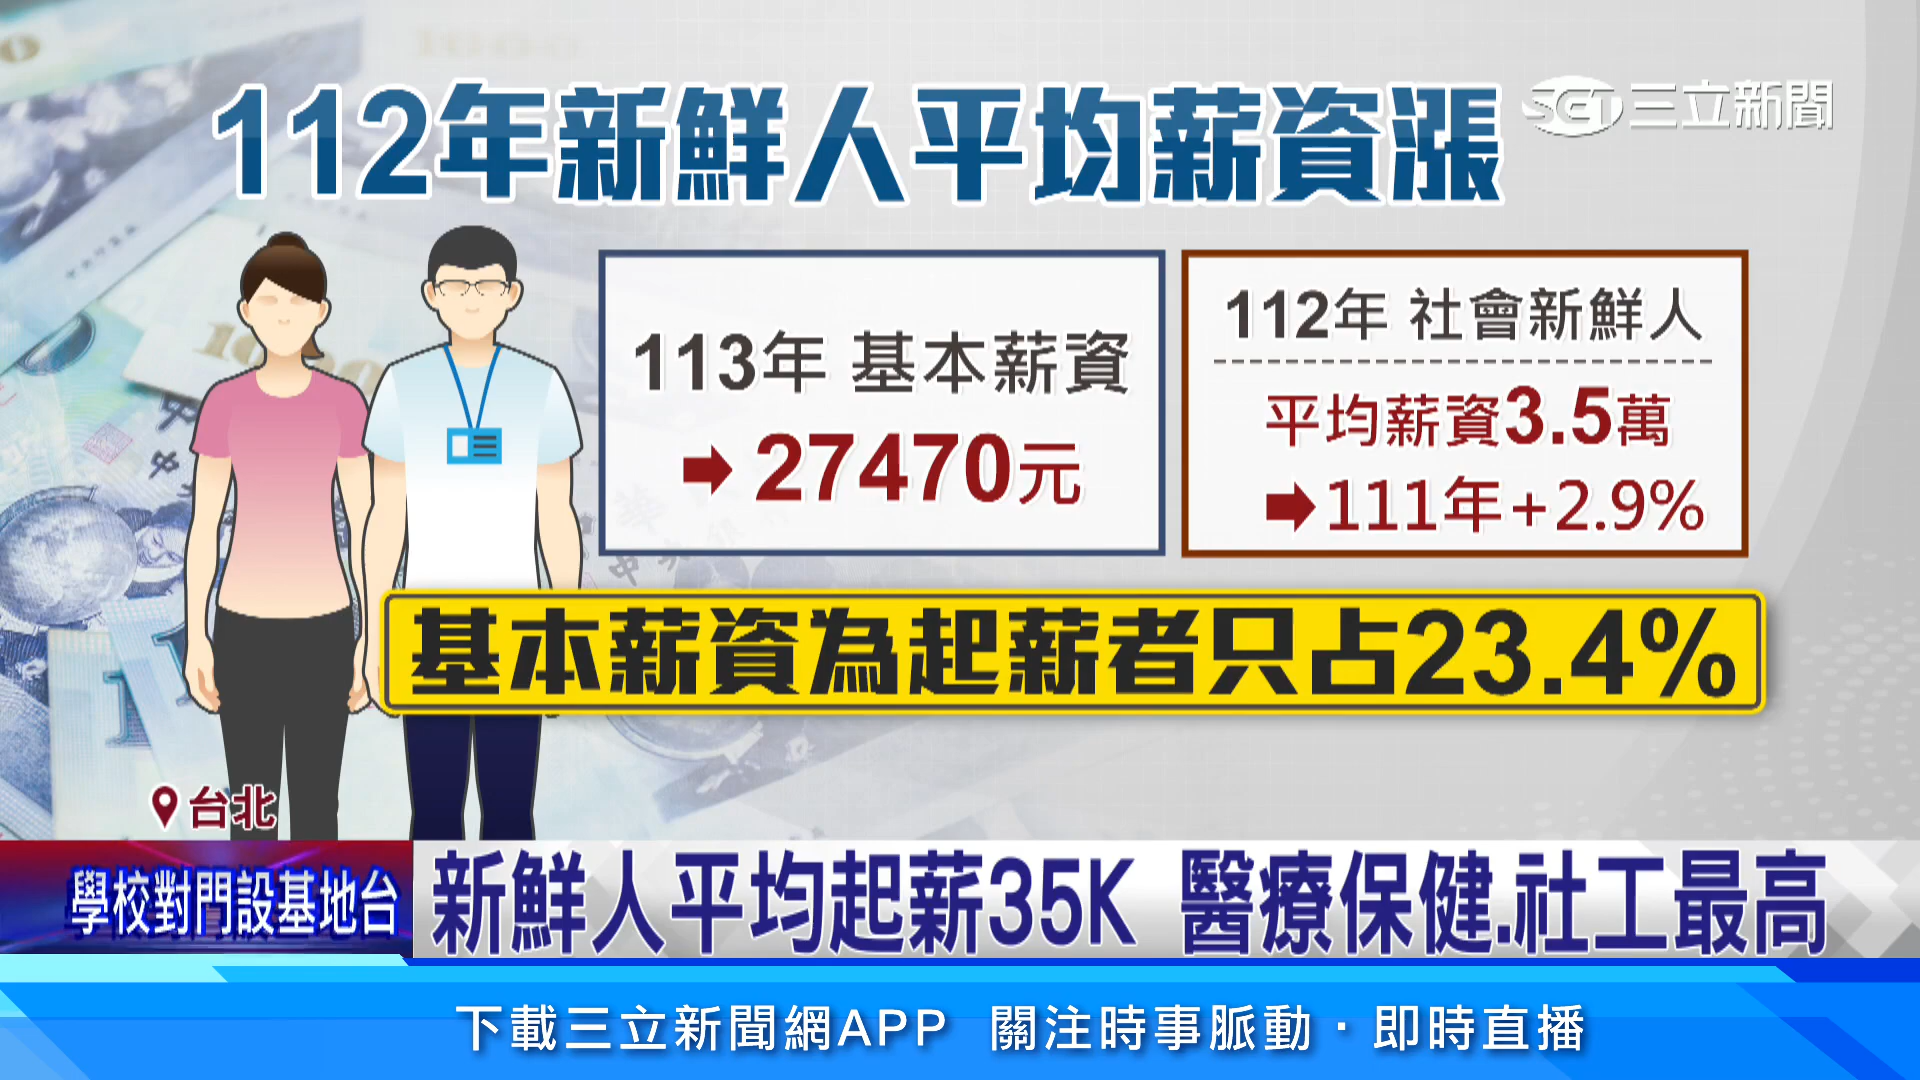 112年新鮮人平均薪資漲
SET三立新聞
113年 基本薪資
27470元
112年 社會新鮮人
平均薪資3.5萬
111年+2.9%
基本薪資為起薪者只占23.4%
台北
學校對門設基地台
新鮮人平均起薪35K 醫療保健.社工最高
下載三立新聞網APP 關注時事脈動·即時直播